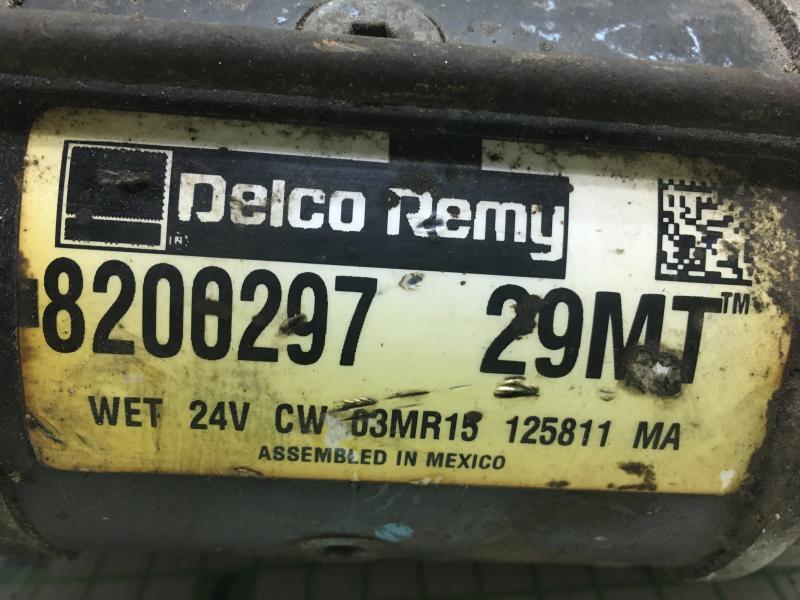 Delco Remy
8200297 29MT™
WET 24V CW 03MR15 125811 MA
ASSEMBLED IN MEXICO